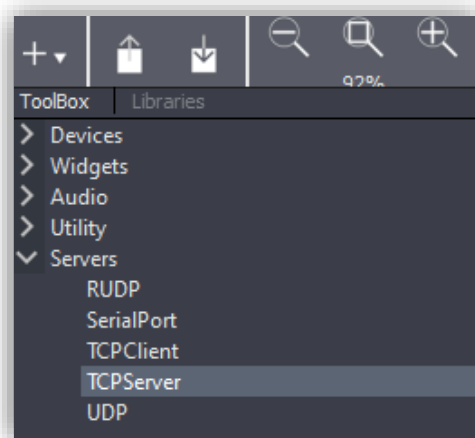 92%
ToolBox Libraries
Devices
Widgets
Audio
Utility
Servers
RUDP
SerialPort
TCPClient
TCPServer
UDP